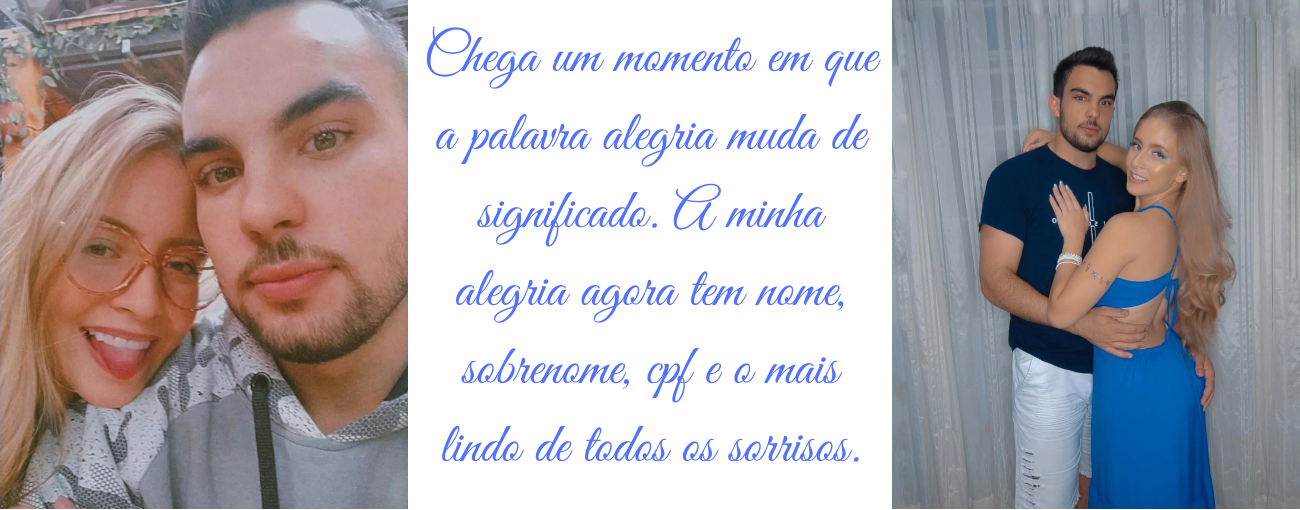 Chega um momento em que
a palavra alegria muda de
significado. A minha
alegria agora tem nome,
sobrenome, cpf e o mais
lindo de todos os sorrisos.